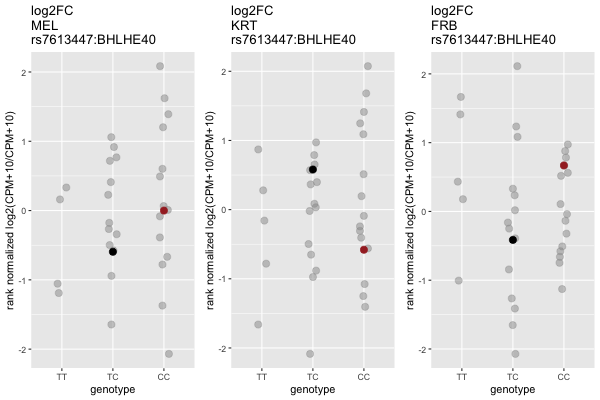 log2FC
MEL
rs7613447:BHLHE40
rank normalized log2(CPM+10/CPM+10)
2
1
0
-1
-2
TT TC CC
genotype
log2FC
KRT
rs7613447:BHLHE40
rank normalized log2(CPM+10/CPM+10)
2
1
0
-1
-2
TT TC CC
genotype
log2FC
FRB
rs7613447:BHLHE40
rank normalized log2(CPM+10/CPM+10)
2
1
0
-1
-2
TT TC CC
genotype